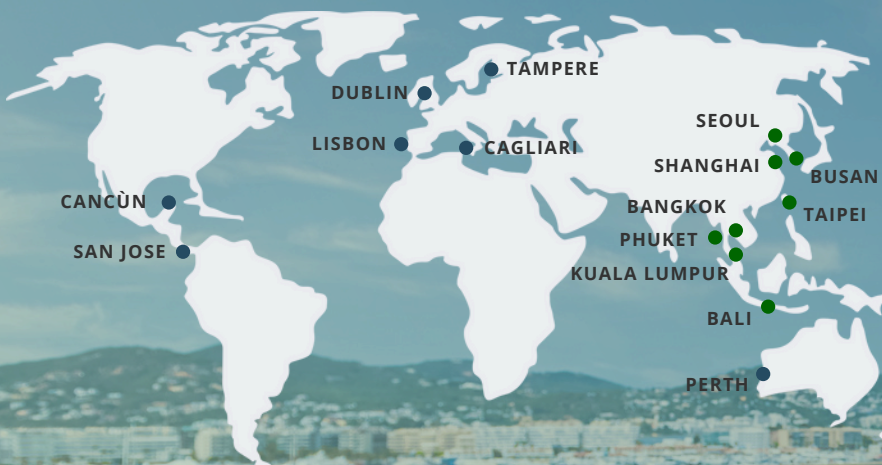 TAMPERE
DUBLIN
SEOUL
LISBON
CAGLIARI
SHANGHAI
BUSAN
CANCÙN
BANGKOK
TAIPEI
PHUKET
SAN JOSE
KUALA LUMPUR
BALI
PERTH